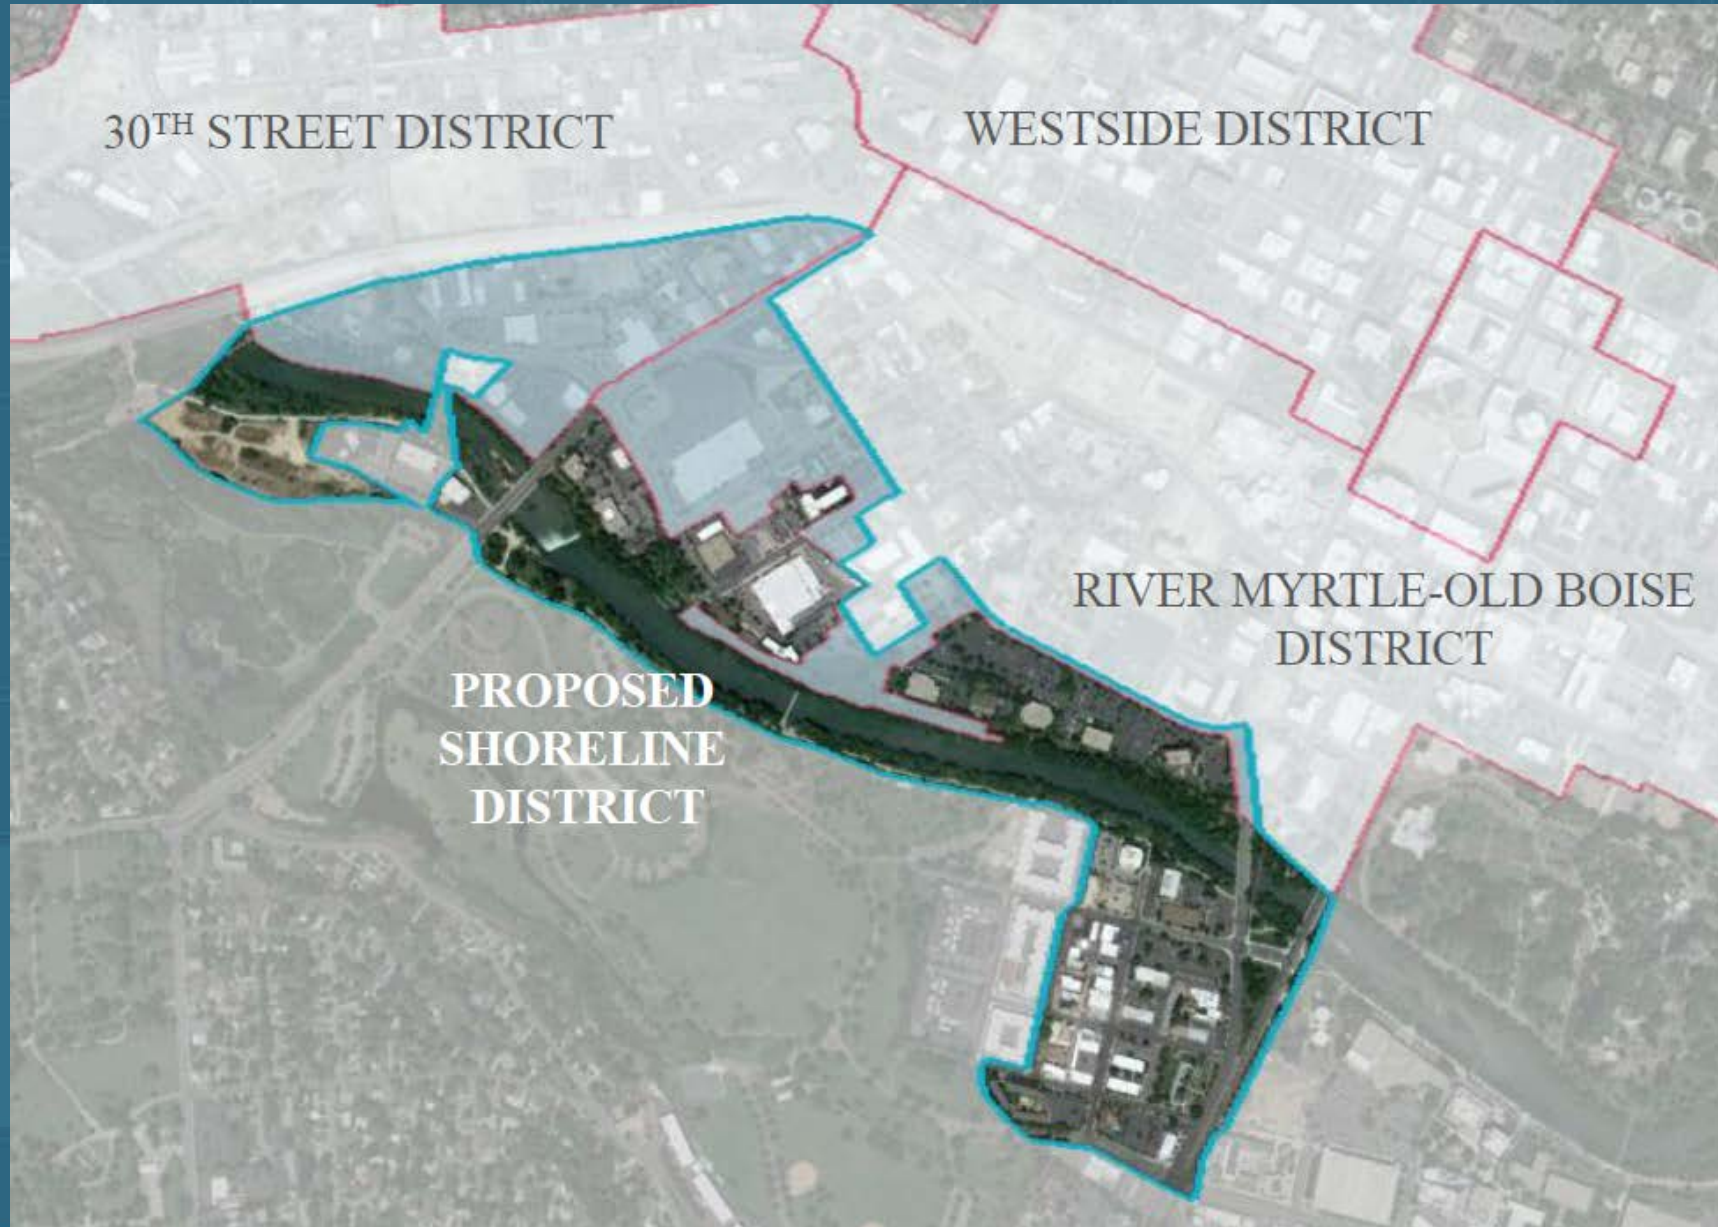 30TH STREET DISTRICT
WESTSIDE DISTRICT
RIVER MYRTLE-OLD BOISE
DISTRICT
PROPOSED
SHORELINE
DISTRICT